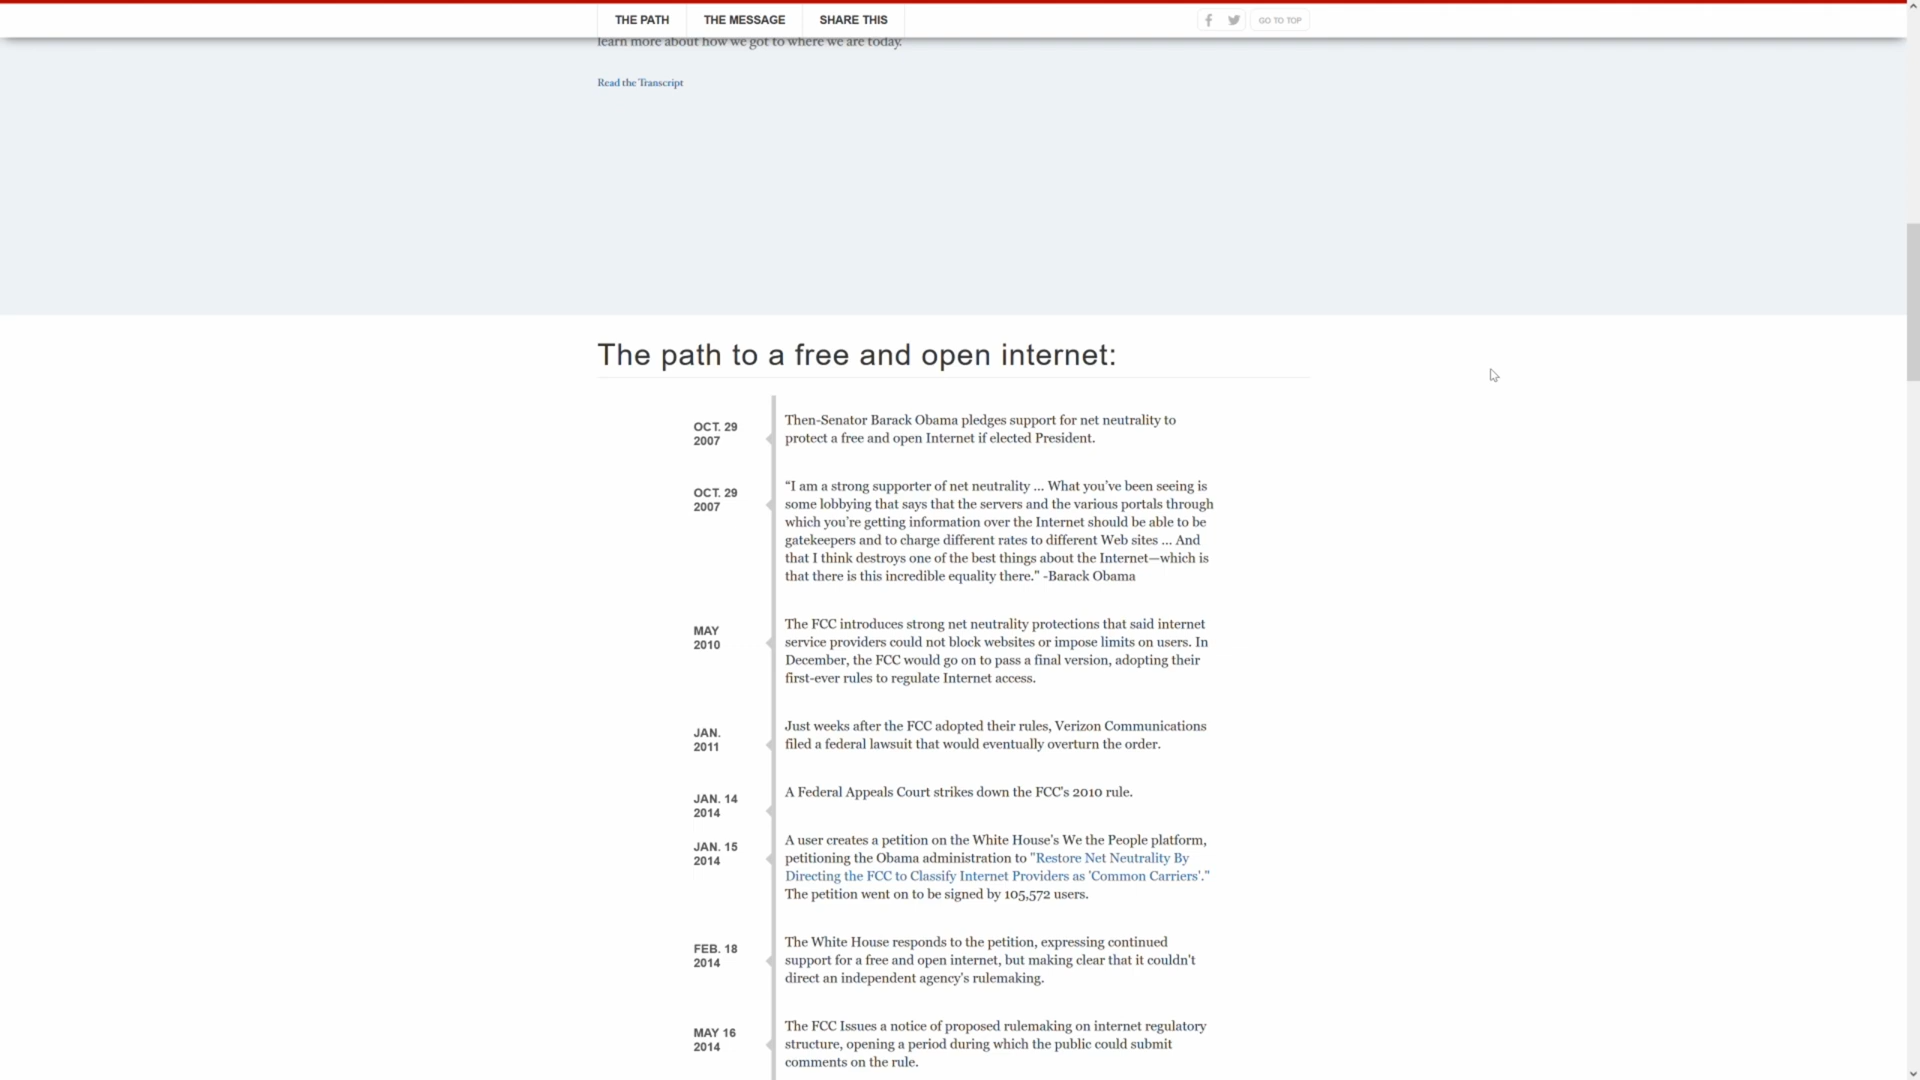 THE PATH THE MESSAGE SHARE THIS GO TO TOP
learn more about how we got to where we are today.
Read the Transcript
The path to a free and open internet:
OCT. 29
2007
Then-Senator Barack Obama pledges support for net neutrality to
protect a free and open Internet if elected President.
OCT. 29
2007
“I am a strong supporter of net neutrality ... What you’ve been seeing is
some lobbying that says that the servers and the various portals through
which you’re getting information over the Internet should be able to be
gatekeepers and to charge different rates to different Web sites ... And
that I think destroys one of the best things about the Internet—which is
that there is this incredible equality there." -Barack Obama
MAY
2010
The FCC introduces strong net neutrality protections that said internet
service providers could not block websites or impose limits on users. In
December, the FCC would go on to pass a final version, adopting their
first-ever rules to regulate Internet access.
JAN.
2011
Just weeks after the FCC adopted their rules, Verizon Communications
filed a federal lawsuit that would eventually overturn the order.
JAN. 14
2014
A Federal Appeals Court strikes down the FCC's 2010 rule.
JAN. 15
2014
A user creates a petition on the White House's We the People platform,
petitioning the Obama administration to "Restore Net Neutrality By
Directing the FCC to Classify Internet Providers as 'Common Carriers'."
The petition went on to be signed by 105,572 users.
FEB. 18
2014
The White House responds to the petition, expressing continued
support for a free and open internet, but making clear that it couldn't
direct an independent agency's rulemaking.
MAY 16
2014
The FCC Issues a notice of proposed rulemaking on internet regulatory
structure, opening a period during which the public could submit
comments on the rule.